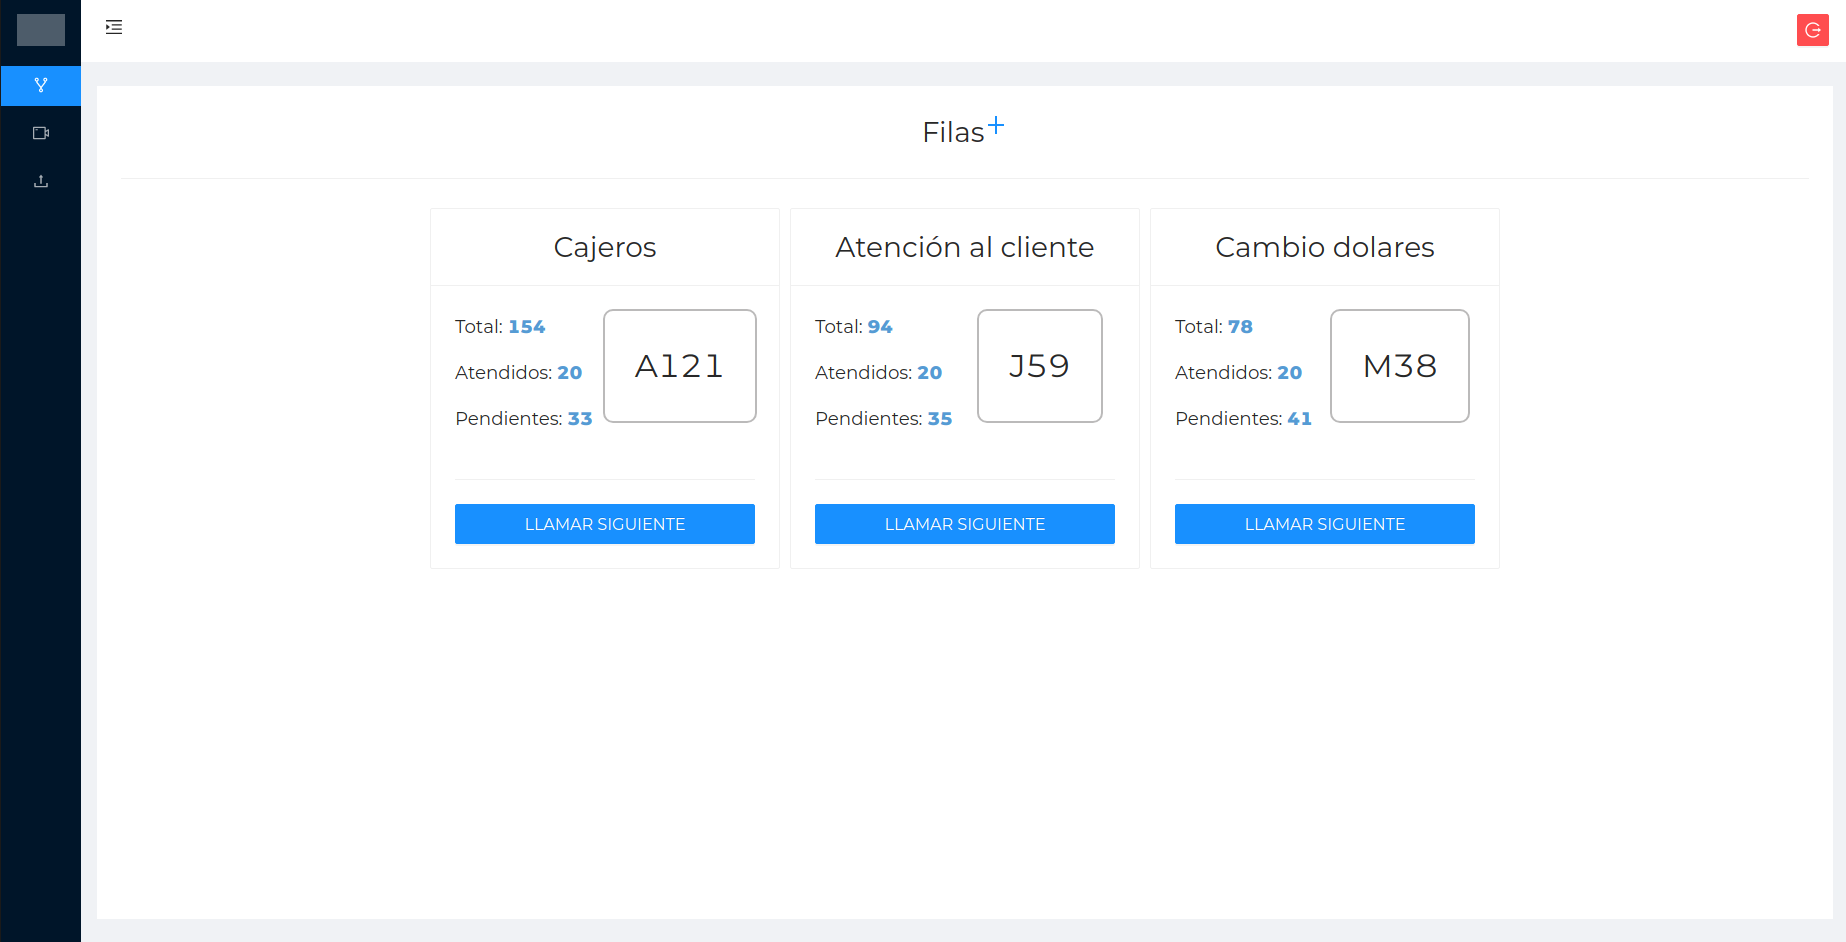 Filas+
Cajeros
Total: 154
Atendidos: 20
Pendientes: 33
A121
LLAMAR SIGUIENTE
Atención al cliente
Total: 94
Atendidos: 20
Pendientes: 35
J59
LLAMAR SIGUIENTE
Cambio dolares
Total: 78
Atendidos: 20
Pendientes: 41
M38
LLAMAR SIGUIENTE